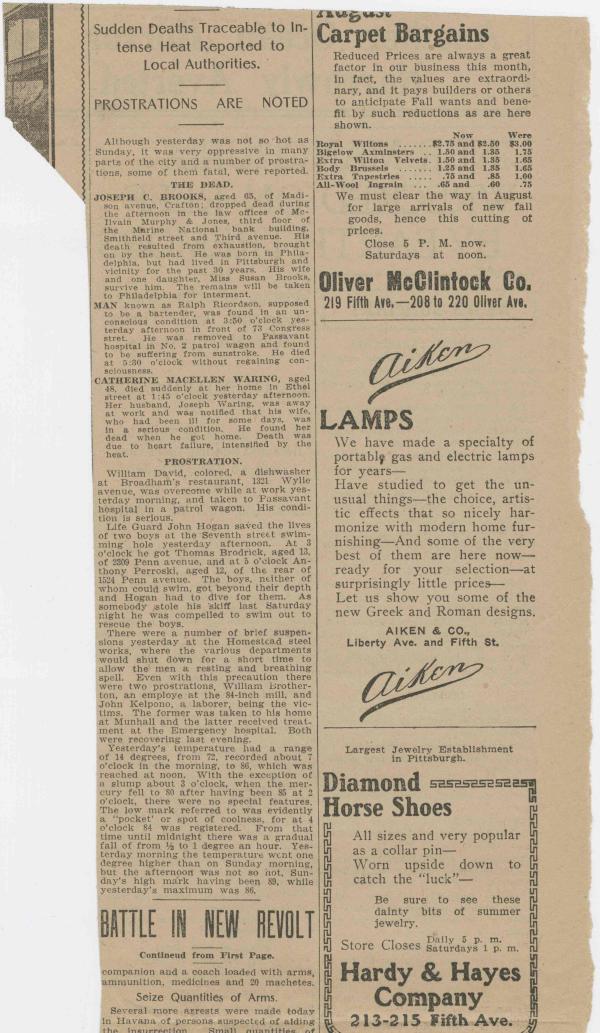 Sudden Deaths Traceable to In-
tense Heat Reported to
Local Authorities.
PROSTRATIONS ARE NOTED
Although yesterday was not so hot as
Sunday, it was very oppressive in many
parts of the city and a number of prostra-
tions, some of them fatal, were reported.
THE DEAD.
JOSEPH C. BROOKS, aged 65, of Madi-
son avenue, Crafton; dropped dead during
the afternoon in the law offices of Mc-
Ilvain Murphy & Jones, third floor of
the Marine National bank building,
Smithfield street and Third avenue. His
death resulted from exhaustion, brought
on by the heat. He was born in Phila-
delphia, but had lived in Pittsburgh and
vicinity for the past 30 years. His wife
and one daughter, Miss Susan Brooks,
survive him. The remains will be taken
to Philadelphia for interment.
MAN known as Ralph Ricordson, supposed
to be a bartender, was found in an un-
conscious condition at 3:50 o'clock yes-
terday afternoon in front of 73 Congress
stret. He was removed to Passavant
hospital in No. 2 patrol wagon and found
to be suffering from sunstroke. He died
at 5:30 o'clock without regaining con-
sciousness.
CATHERINE MACELLEN WARING, aged
48, died suddenly at her home in Ethel
street at 1:45 o'clock yesterday afternoon.
Her husband, Joseph Waring, was away
at work and was notified that his wife,
who had been ill for some days, was
in a serious condition. He found her
dead when he got home. Death was
due to heart failure, intensified by the
heat.
PROSTRATION.
William David, colored, a dishwasher
at Broadham's restaurant, 1321 Wylie
avenue, was overcome while at work yes-
terday morning, and taken to Passavant
hospital in a patrol wagon. His condi-
tion is serious.
Life Guard John Hogan saved the lives
of two boys at the Seventh street swim-
ming hole yesterday afternoon. At 3
o'clock he got Thomas Brodrick, aged 13,
of 2309 Penn avenue, and at 5 o'clock An-
thony Perroski, aged 12, of the rear of
1524 Penn avenue. The boys, neither of
whom could swim, got beyond their depth
and Hogan had to dive for them. As
somebody stole his skiff last Saturday
night he was compelled to swim out to
rescue the boys.
There were a number of brief suspen-
sions yesterday at the Homestead steel
works, where the various departments
would shut down for a short time to
allow the men a resting and breathing
spell. Even with this precaution there
were two prostrations, William Brother-
ton, an employe at the 84-inch mill, and
John Kelpono, a laborer, being the vic-
tims. The former was taken to his home
at Munhall and the latter received treat-
ment at the Emergency hospital. Both
were recovering last evening.
Yesterday's temperature had a range
of 14 degrees, from 72, recorded about 7
o'clock in the morning, to 86, which was
reached at noon. With the exception of
a slump about 3 o'clock, when the mer-
cury fell to 80 after having been 85 at 2
o'clock, there were no special features.
The low mark referred to was evidently
a "pocket' or spot of coolness, for at 4
o'clock 84 was registered. From that
time until midnight there was a gradual
fall of from ½ to 1 degree an hour. Yes-
terday morning the temperature went one
degree higher than on Sunday morning,
but the afternoon was not so hot, Sun-
day's high mark having been 89, while
yesterday's maximum was 86.
BATTLE IN NEW REVOLT
Contineud from First Page.
companion and a coach loaded with arms,
ammunition, medicines and 20 machetes.
Seize Quantities of Arms.
Several more arrests were made today
in Havana of persons suspected of aiding
the insurrection. Small quantities of
August
Carpet Bargains
Reduced Prices are always a great
factor in our business this month,
in fact, the values are extraordi-
nary, and it pays builders or others
to anticipate Fall wants and bene-
fit by such reductions as are here
shown.
Now Were
Royal Wiltons ......$2.75 and $2.50 $3.00
Bigelow Axminsters .. 1.50 and 1.35 1.75
Extra Wilton Velvets. 1.50 and 1.35 1.65
Body Brussels ....... 1.25 and 1.35 1.65
Extra Tapestries .... .75 and .85 1.00
All-Wool Ingrain ... .65 and .60 .75
We must clear the way in August
for large arrivals of new fall
goods, hence this cutting of
prices.
Close 5 P. M. now.
Saturdays at noon.
Oliver McClintock Co.
219 Fifth Ave.—208 to 220 Oliver Ave.
Aiken
LAMPS
We have made a specialty of
portable gas and electric lamps
for years—
Have studied to get the un-
usual things—the choice, artis-
tic effects that so nicely har-
monize with modern home fur-
nishing—And some of the very
best of them are here now—
ready for your selection—at
surprisingly little prices—
Let us show you some of the
new Greek and Roman designs.
AIKEN & CO.,
Liberty Ave. and Fifth St.
Aiken
Largest Jewelry Establishment
in Pittsburgh.
Diamond
Horse Shoes
All sizes and very popular
as a collar pin—
Worn upside down to
catch the "luck"—
Be sure to see these
dainty bits of summer
jewelry.
Store Closes Daily 5 p. m.
Saturdays 1 p. m.
Hardy & Hayes
Company
213-215 Fifth Ave.